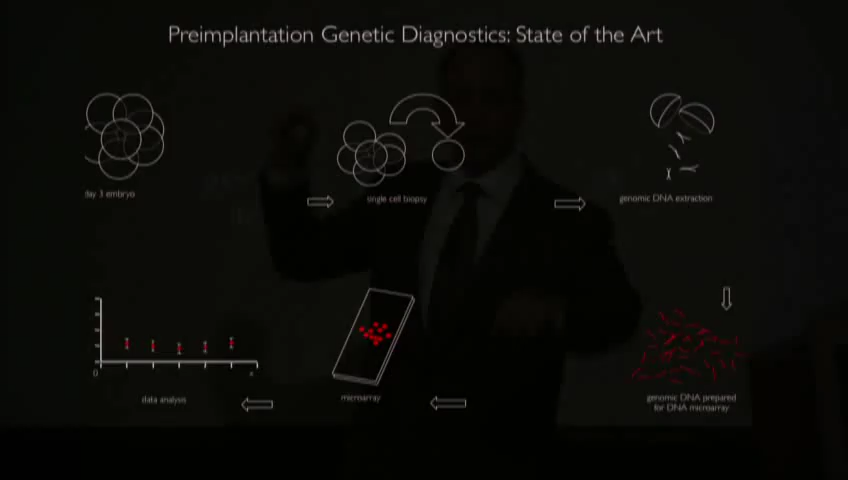 Preimplantation Genetic Diagnostics: State of the Art
day 3 embryo
single cell biopsy
genomic DNA extraction
0
data analysis
microarray
genomic DNA prepared
for DNA microarray